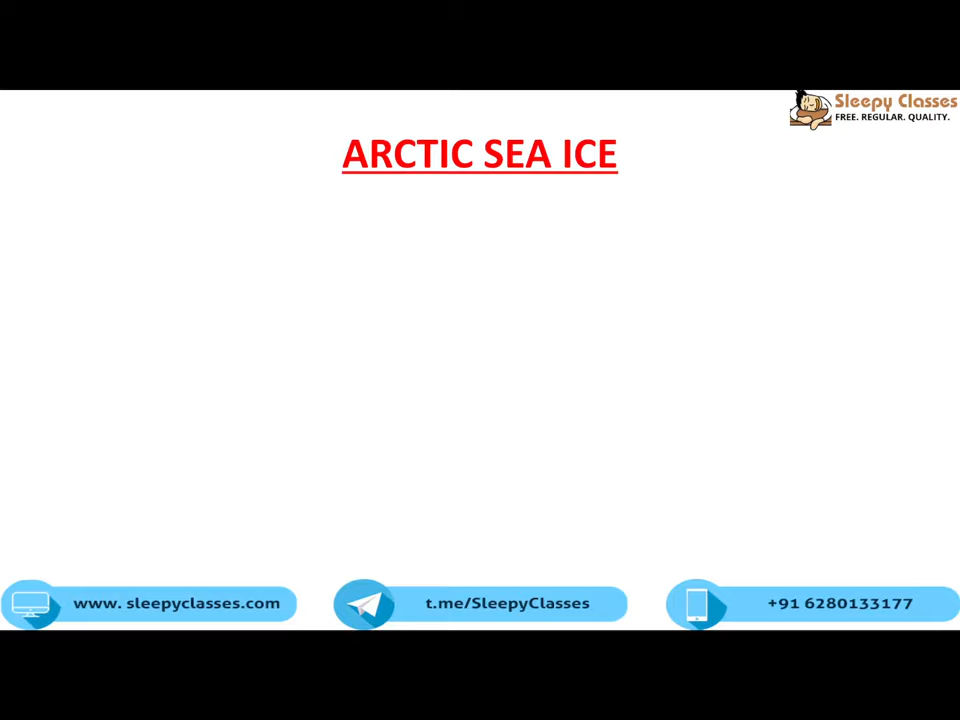 Sleepy Classes
FREE. REGULAR. QUALITY.
ARCTIC SEA ICE
www. sleepyclasses.com
t.me/SleepyClasses
+91 6280133177